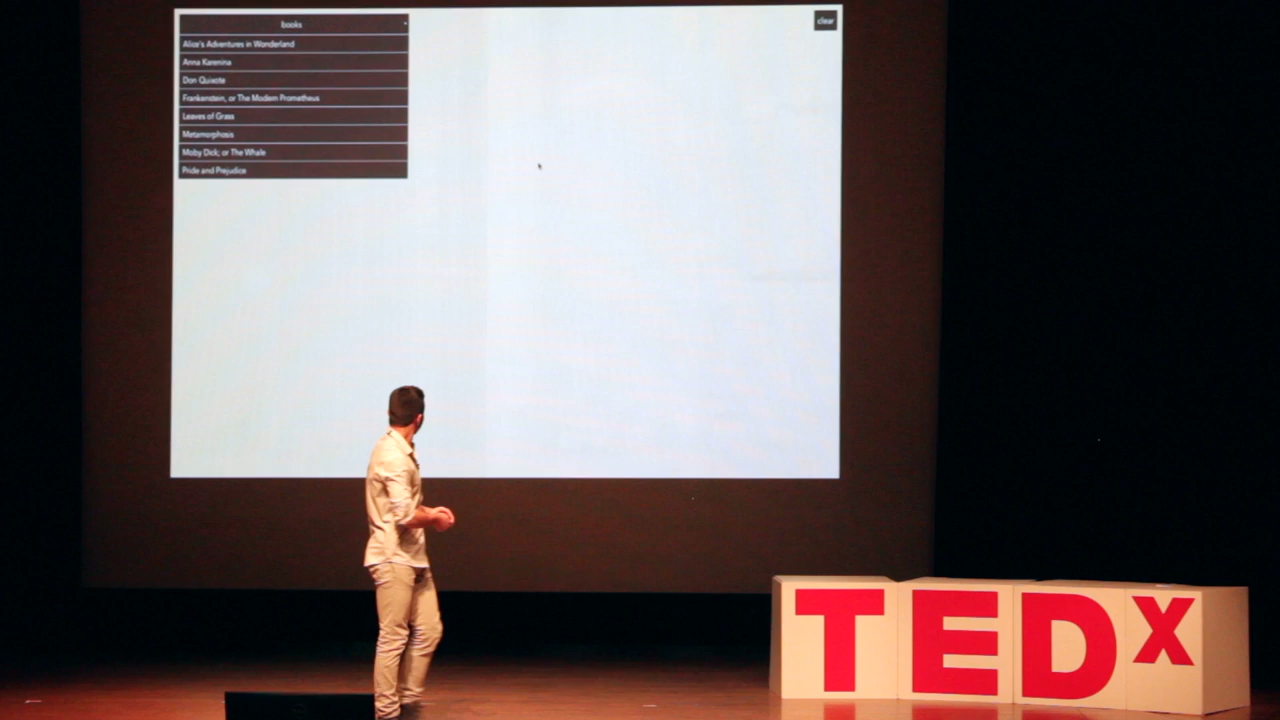 books
clear
Alice's Adventures in Wonderland
Anna Karenina
Don Quixote
Frankenstein, or The Modern Prometheus
Leaves of Grass
Metamorphosis
Moby Dick; or The Whale
Pride and Prejudice
TEDx